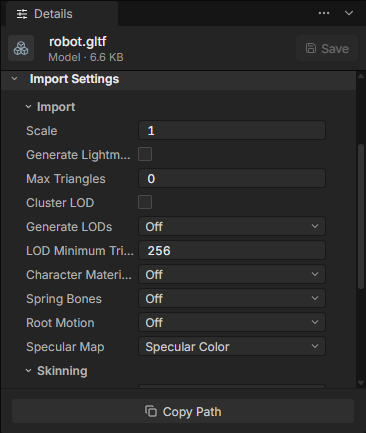 Details
robot.gltf
Model · 6.6 KB
Save
Import Settings
Import
Scale 1
Generate Lightm...
Max Triangles 0
Cluster LOD
Generate LODs Off
LOD Minimum Tri... 256
Character Materi... Off
Spring Bones Off
Root Motion Off
Specular Map Specular Color
Skinning
Copy Path